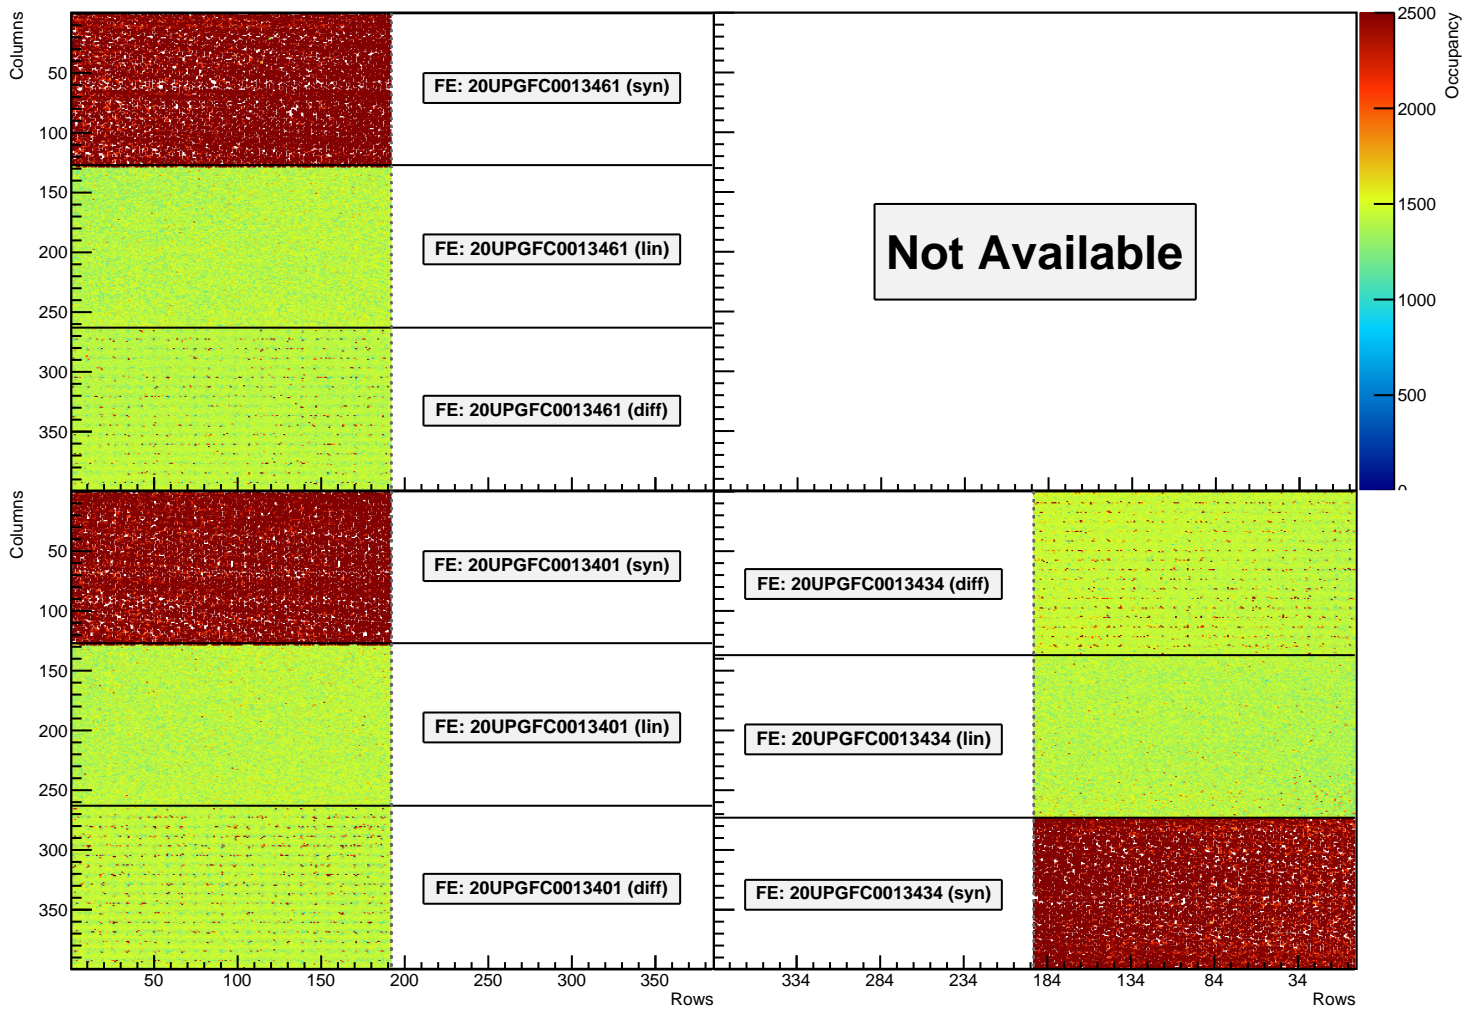 Columns
50
100
150
200
250
300
350
FE: 20UPGFC0013461 (syn)
FE: 20UPGFC0013461 (lin)
FE: 20UPGFC0013461 (diff)
Not Available
2500
2000
1500
1000
500
0
Occupancy
Columns
50
100
150
200
250
300
350
FE: 20UPGFC0013401 (syn)
FE: 20UPGFC0013401 (lin)
FE: 20UPGFC0013401 (diff)
50 100 150 200 250 300 350
Rows
FE: 20UPGFC0013434 (diff)
FE: 20UPGFC0013434 (lin)
FE: 20UPGFC0013434 (syn)
334 284 234 184 134 84 34
Rows